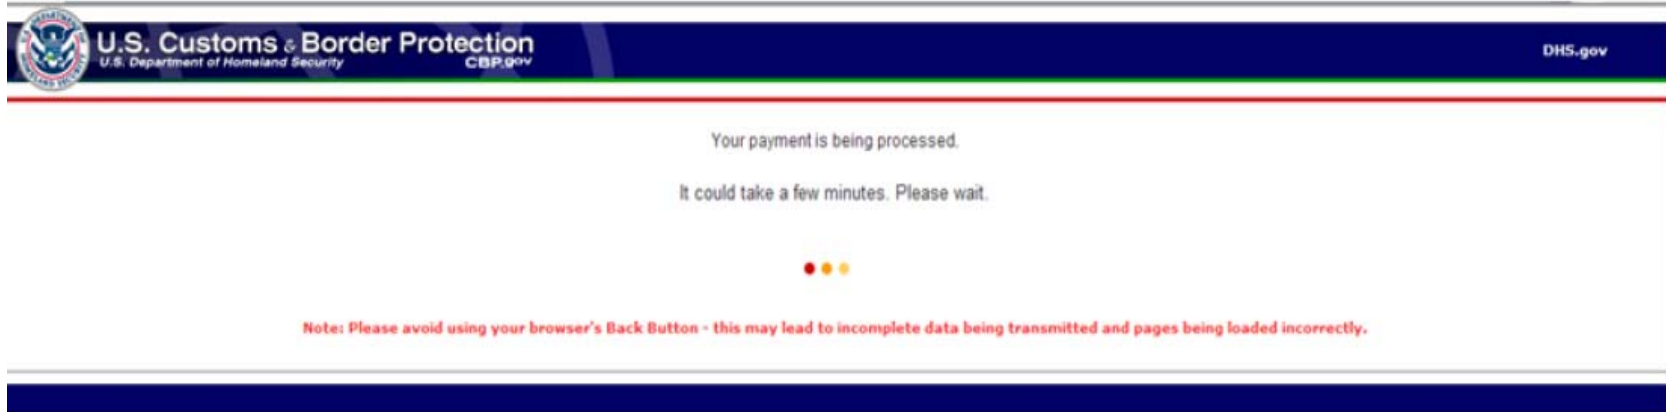 U.S. Customs & Border Protection
U.S. Department of Homeland Security
CBP.gov
DHS.gov
Your payment is being processed.
It could take a few minutes. Please wait.
Note: Please avoid using your browser's Back Button - this may lead to incomplete data being transmitted and pages being loaded incorrectly.